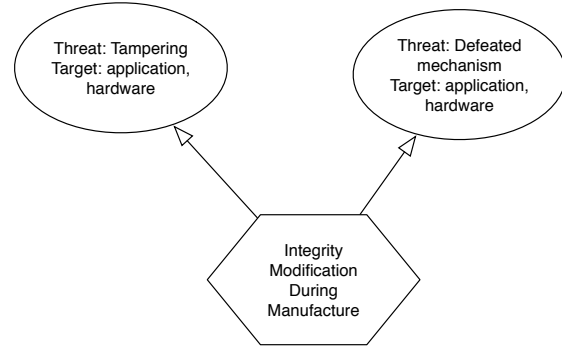 Threat: Tampering
Target: application,
hardware
Threat: Defeated
mechanism
Target: application,
hardware
Integrity
Modification
During
Manufacture